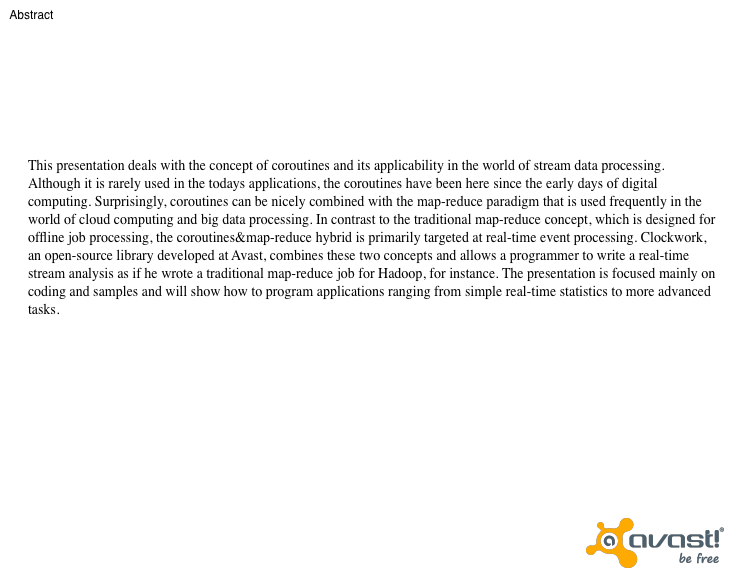 Abstract
This presentation deals with the concept of coroutines and its applicability in the world of stream data processing.
Although it is rarely used in the todays applications, the coroutines have been here since the early days of digital
computing. Surprisingly, coroutines can be nicely combined with the map-reduce paradigm that is used frequently in the
world of cloud computing and big data processing. In contrast to the traditional map-reduce concept, which is designed for
offline job processing, the coroutines&map-reduce hybrid is primarily targeted at real-time event processing. Clockwork,
an open-source library developed at Avast, combines these two concepts and allows a programmer to write a real-time
stream analysis as if he wrote a traditional map-reduce job for Hadoop, for instance. The presentation is focused mainly on
coding and samples and will show how to program applications ranging from simple real-time statistics to more advanced
tasks.
avast!®
be free